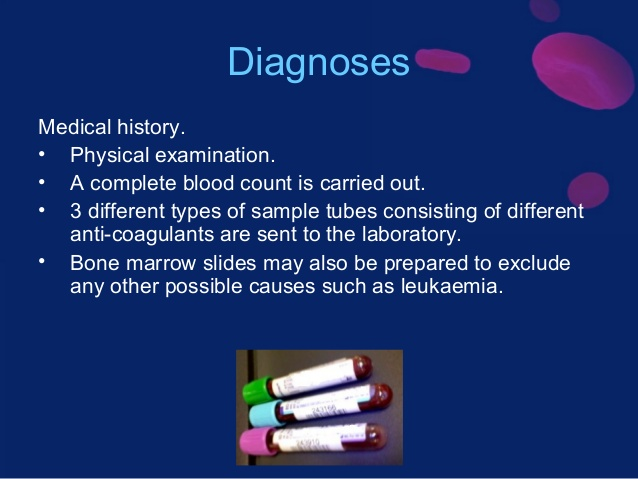 Diagnoses
Medical history.
• Physical examination.
• A complete blood count is carried out.
• 3 different types of sample tubes consisting of different
anti-coagulants are sent to the laboratory.
• Bone marrow slides may also be prepared to exclude
any other possible causes such as leukaemia.
243166
243910